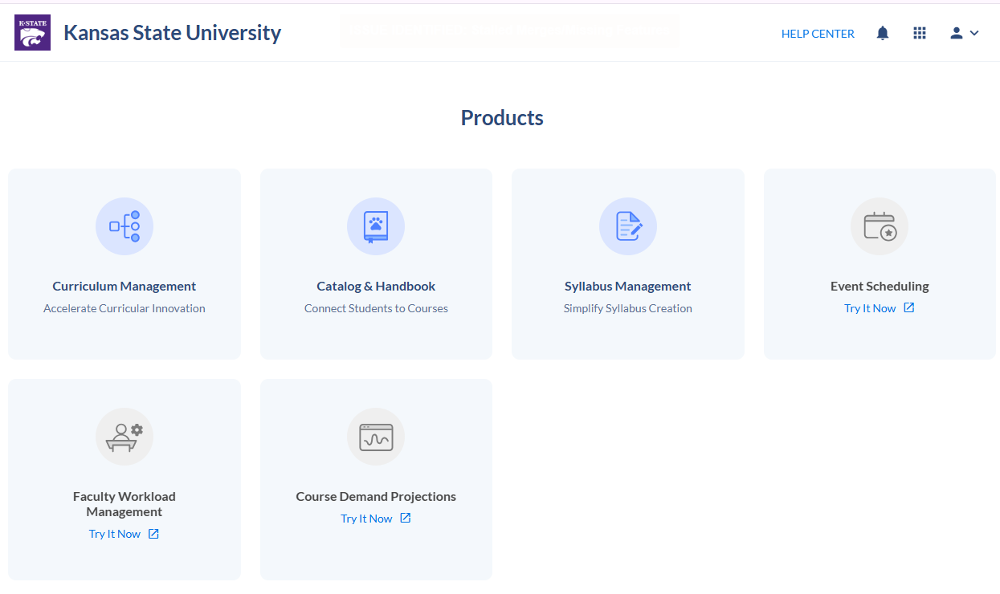 K·STATE
Kansas State University
HELP CENTER
Products
Curriculum Management
Accelerate Curricular Innovation
Catalog & Handbook
Connect Students to Courses
Syllabus Management
Simplify Syllabus Creation
Event Scheduling
Try It Now
Faculty Workload
Management
Try It Now
Course Demand Projections
Try It Now